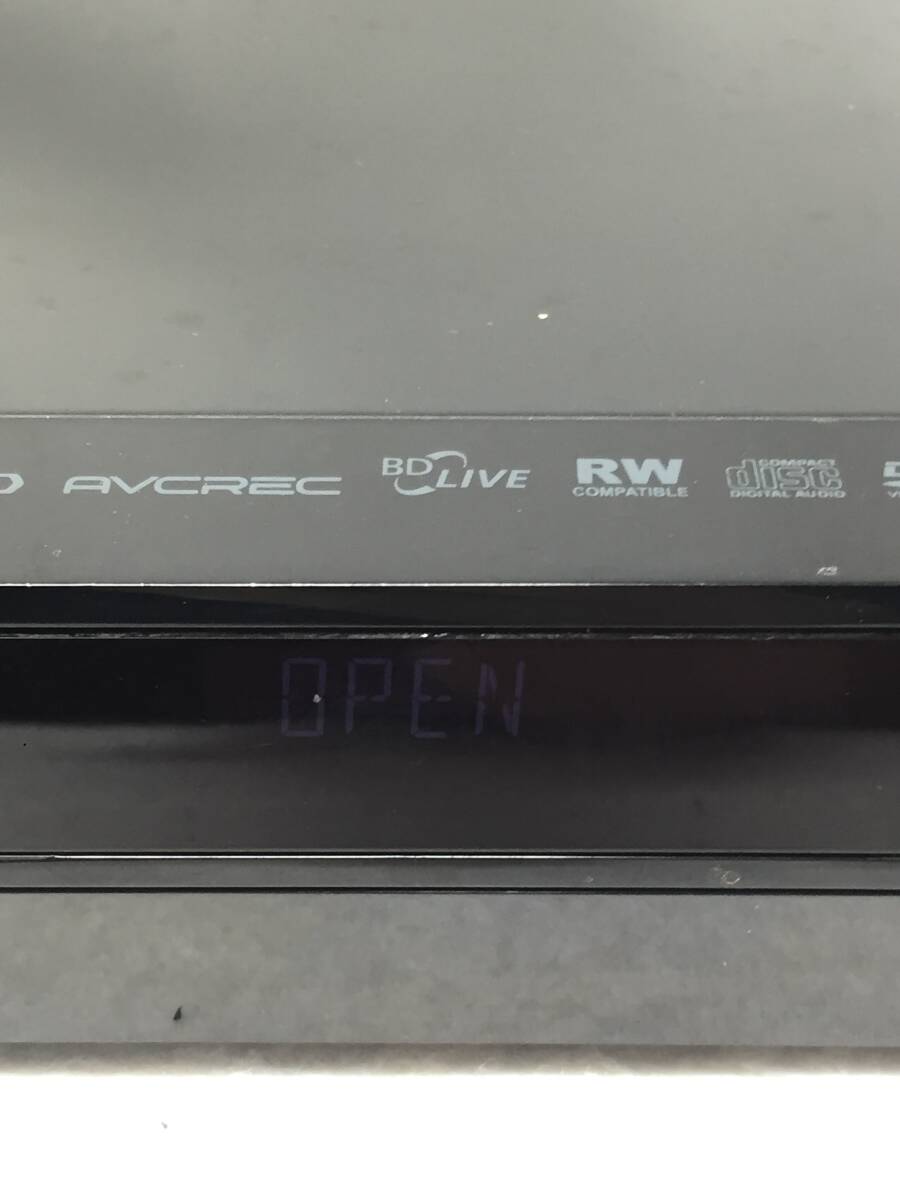 AVCREC BD LIVE RW COMPATIBLE COMPACT disc DIGITAL AUDIO
OPEN